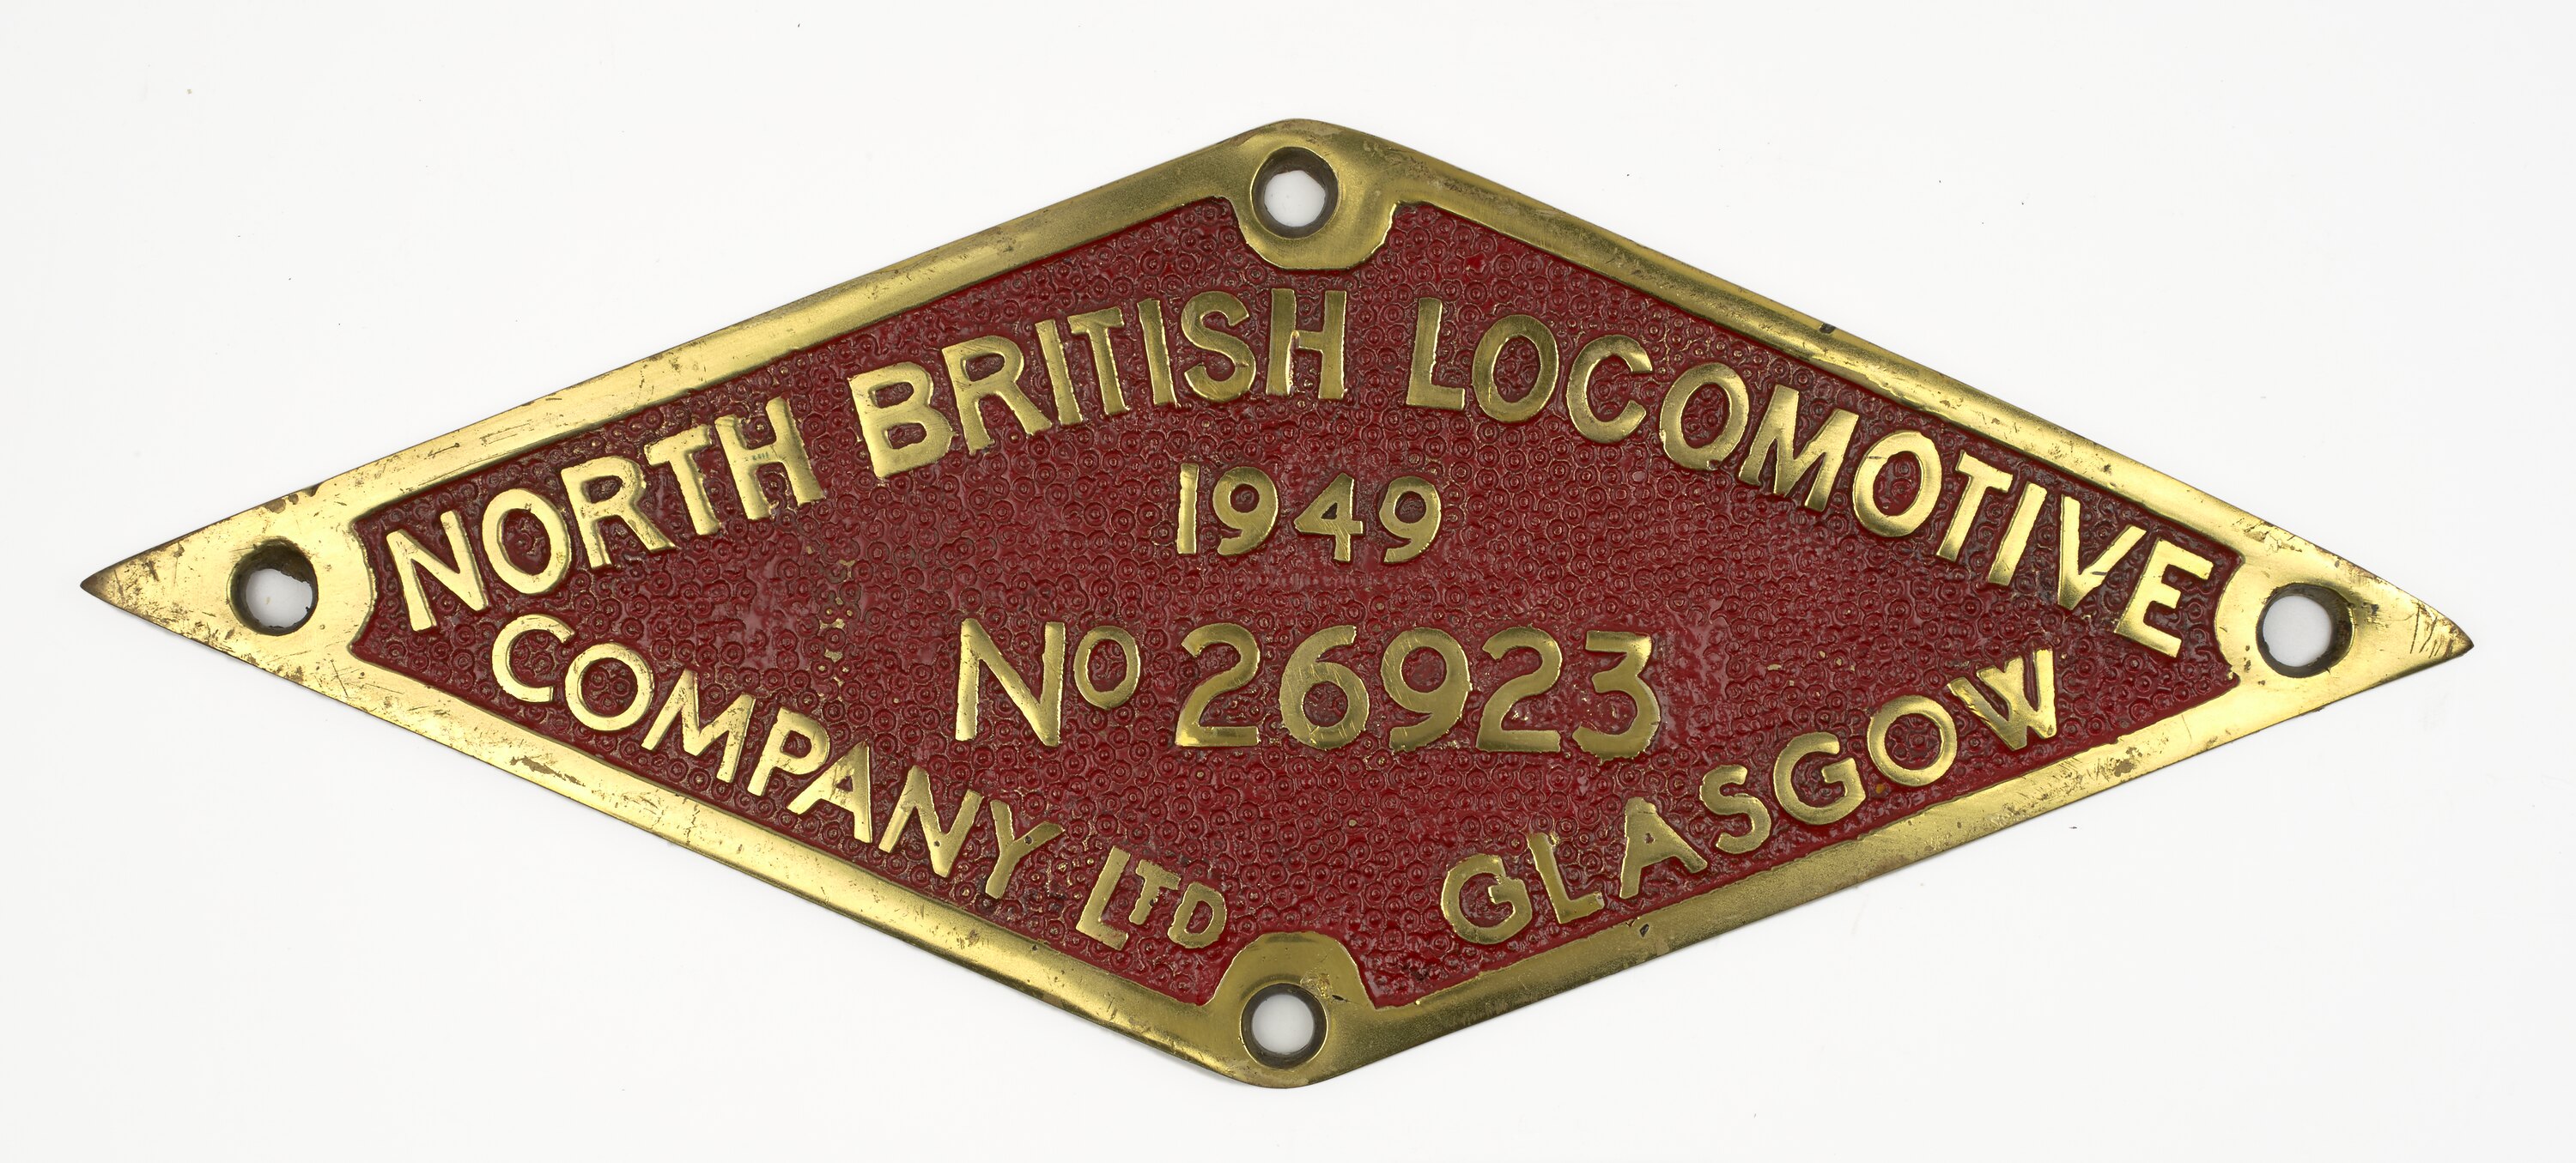 NORTH BRITISH LOCOMOTIVE
1949
No 26923
COMPANY LTD
GLASGOW